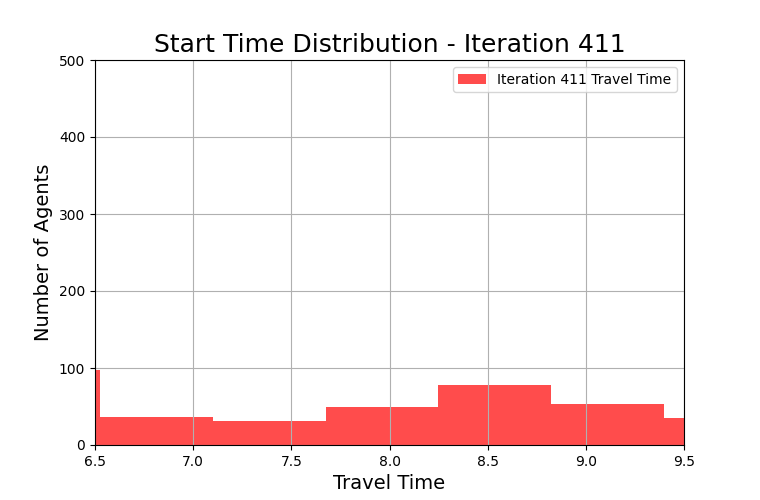 Start Time Distribution - Iteration 411
Iteration 411 Travel Time
Number of Agents
500
400
300
200
100
0
6.5 7.0 7.5 8.0 8.5 9.0 9.5
Travel Time